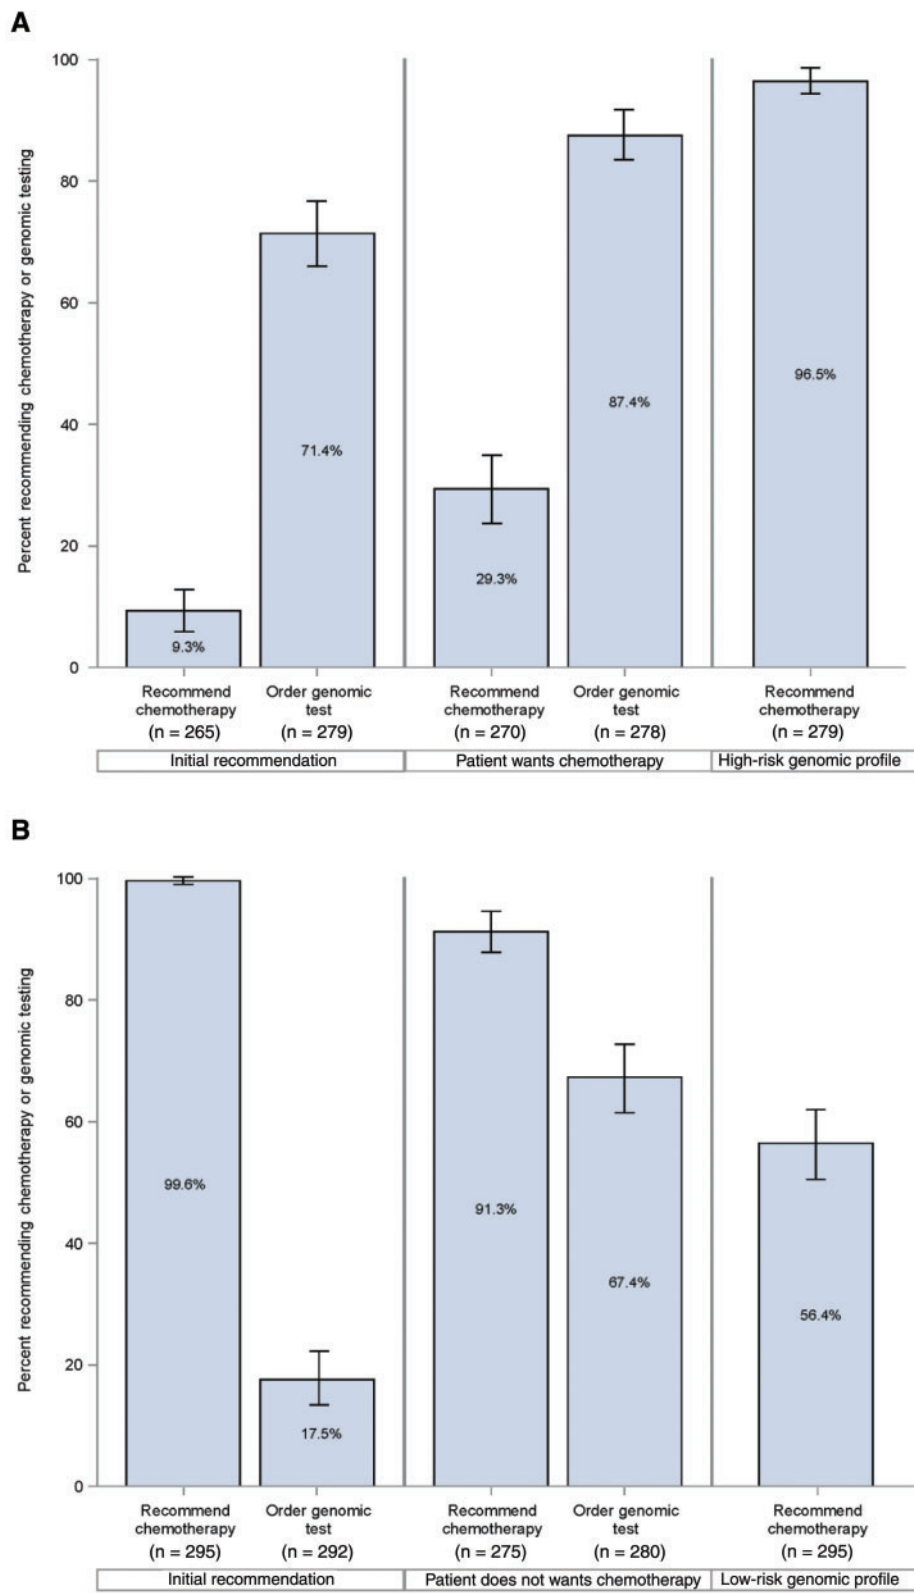 A
Percent recommending chemotherapy or genomic testing
100
80
60
40
20
0
9.3%
71.4%
29.3%
87.4%
96.5%
Recommend chemotherapy (n = 265)
Order genomic test (n = 279)
Recommend chemotherapy (n = 270)
Order genomic test (n = 278)
Recommend chemotherapy (n = 279)
Initial recommendation
Patient wants chemotherapy
High-risk genomic profile
B
Percent recommending chemotherapy or genomic testing
100
80
60
40
20
0
99.6%
17.5%
91.3%
67.4%
56.4%
Recommend chemotherapy (n = 295)
Order genomic test (n = 292)
Recommend chemotherapy (n = 275)
Order genomic test (n = 280)
Recommend chemotherapy (n = 295)
Initial recommendation
Patient does not wants chemotherapy
Low-risk genomic profile